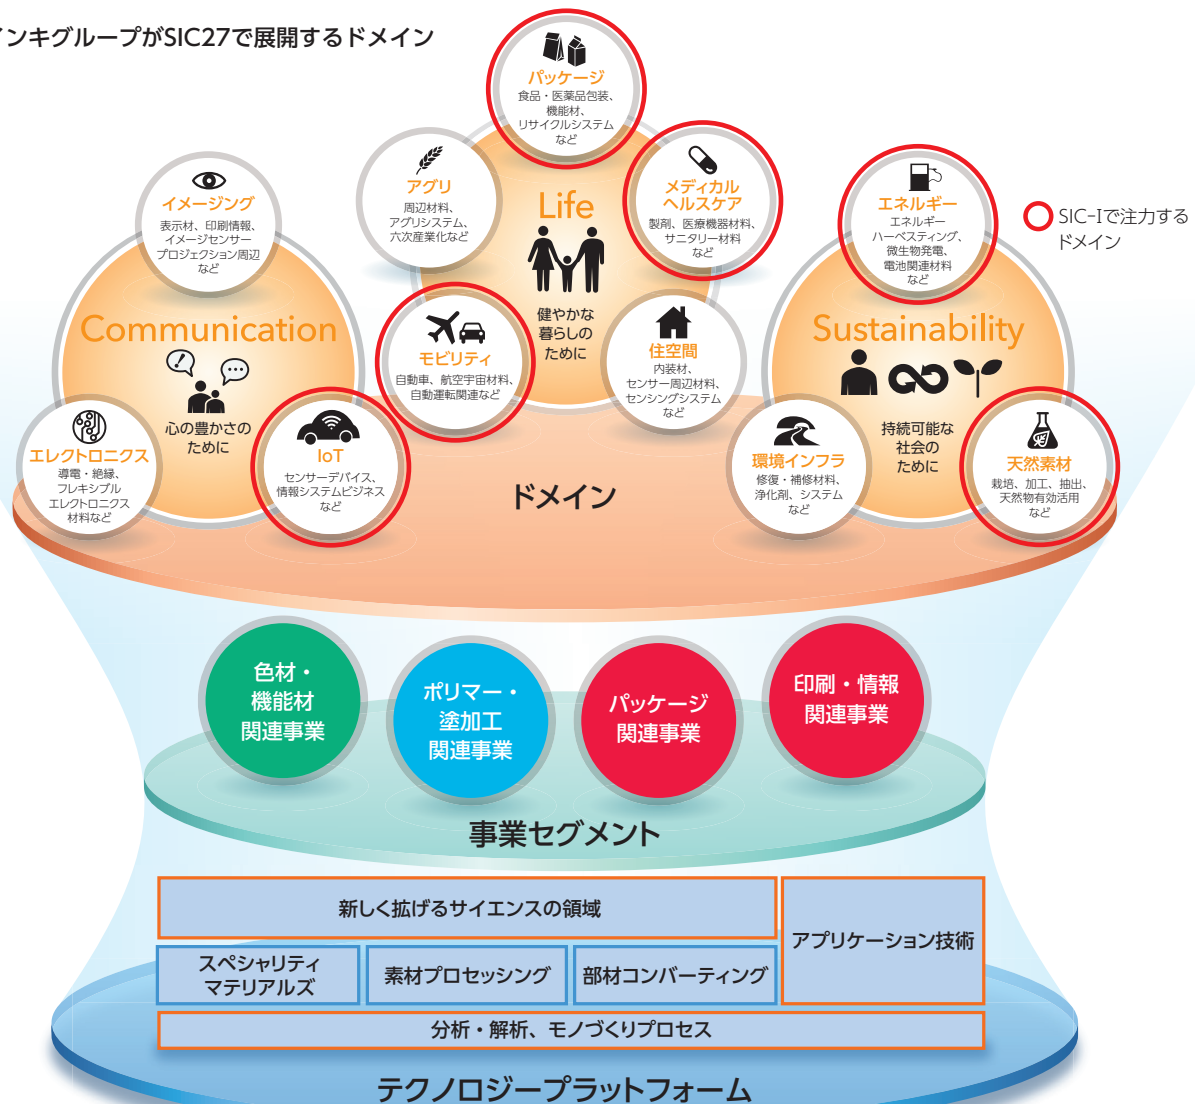 インキグループがSIC27で展開するドメイン
パッケージ
食品・医薬品包装、
機能材、
リサイクルシステム
など
アグリ
周辺材料、
アグリシステム、
六次産業化など
Life
健やかな
暮らしの
ために
メディカル
ヘルスケア
製剤、医療機器材料、
サニタリー材料
など
モビリティ
自動車、航空宇宙材料、
自動運転関連など
住空間
内装材、
センサー周辺材料、
センシングシステム
など
イメージング
表示材、印刷情報、
イメージセンサー
プロジェクション周辺
など
Communication
心の豊かさの
ために
エレクトロニクス
導電・絶縁、
フレキシブル
エレクトロニクス
材料など
IoT
センサーデバイス、
情報システムビジネス
など
エネルギー
エネルギー
ハーベスティング、
微生物発電、
電池関連材料
など
SIC-Iで注力する
ドメイン
Sustainability
持続可能な
社会の
ために
環境インフラ
修復・補修材料、
浄化剤、システム
など
天然素材
栽培、加工、抽出、
天然物有効活用
など
ドメイン
色材・
機能材
関連事業
ポリマー・
塗加工
関連事業
パッケージ
関連事業
印刷・情報
関連事業
事業セグメント
新しく拡げるサイエンスの領域
アプリケーション技術
スペシャリティ
マテリアルズ
素材プロセッシング
部材コンバーティング
分析・解析、モノづくりプロセス
テクノロジープラットフォーム